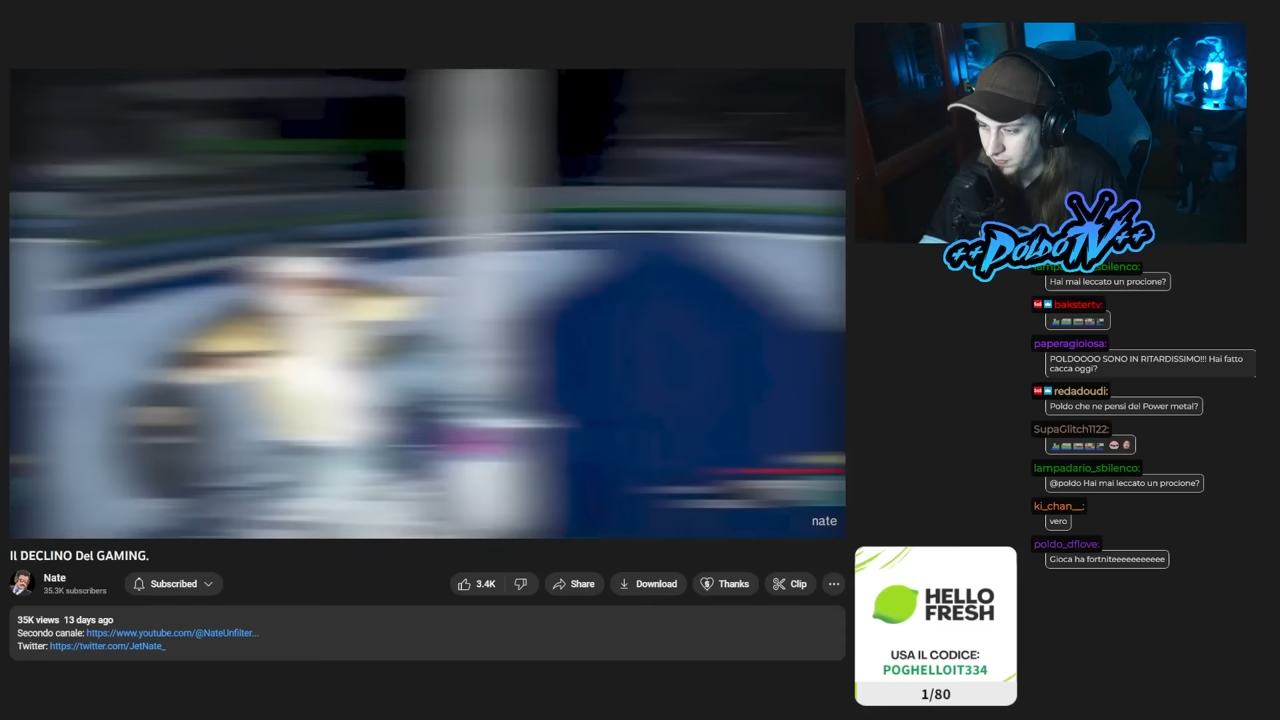 nate
Il DECLINO Del GAMING.
Nate
35.3K subscribers
Subscribed
3.4K
Share
Download
Thanks
Clip
35K views 13 days ago
Secondo canale: https://www.youtube.com/@NateUnfilter...
Twitter: https://twitter.com/JetNate_
++POLDOTV++
sbilenco:
Hai mai leccato un procione?
bakstertv:
paperagioiosa:
POLDOOOO SONO IN RITARDISSIMO!!! Hai fatto
cacca oggi?
redadoudi:
Poldo che ne pensi del Power metal?
SupaGlitch1122:
lampadario_sbilenco:
@poldo Hai mai leccato un procione?
ki_chan__:
vero
poldo_dflove:
Gioca ha fortniteeeeeeeeeee
HELLO
FRESH
USA IL CODICE:
POGHELLOIT334
1/80